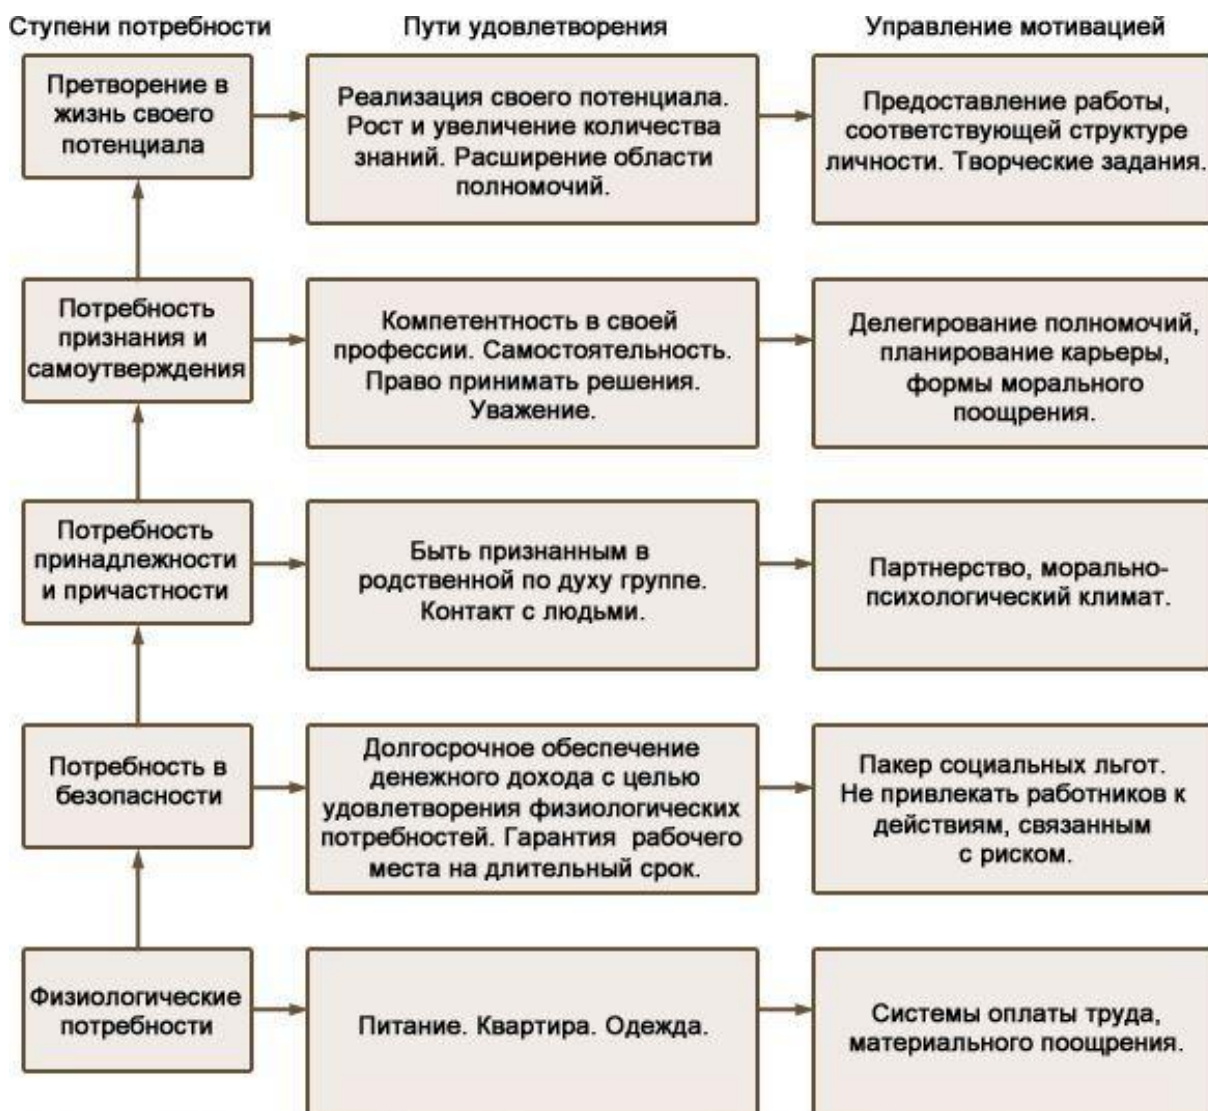 Ступени потребности
Пути удовлетворения
Управление мотивацией
Претворение в
жизнь своего
потенциала
Реализация своего потенциала.
Рост и увеличение количества
знаний. Расширение области
полномочий.
Предоставление работы,
соответствующей структуре
личности. Творческие задания.
Потребность
признания и
самоутверждения
Компетентность в своей
профессии. Самостоятельность.
Право принимать решения.
Уважение.
Делегирование полномочий,
планирование карьеры,
формы морального
поощрения.
Потребность
принадлежности
и причастности
Быть признанным в
родственной по духу группе.
Контакт с людьми.
Партнерство, морально-
психологический климат.
Потребность в
безопасности
Долгосрочное обеспечение
денежного дохода с целью
удовлетворения физиологических
потребностей. Гарантия рабочего
места на длительный срок.
Пакер социальных льгот.
Не привлекать работников к
действиям, связанным
с риском.
Физиологические
потребности
Питание. Квартира. Одежда.
Системы оплаты труда,
материального поощрения.